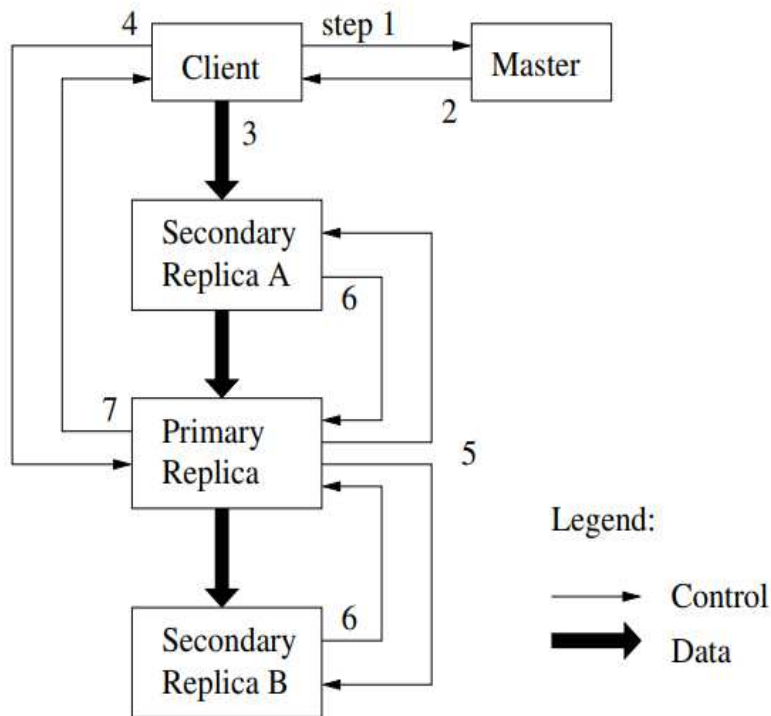 4
step 1
Client
Master
2
3
Secondary
Replica A
6
7
Primary
Replica
5
Legend:
Control
Data
6
Secondary
Replica B